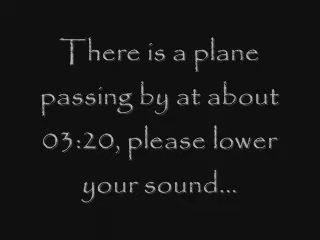 There is a plane
passing by at about
03:20, please lower
your sound...